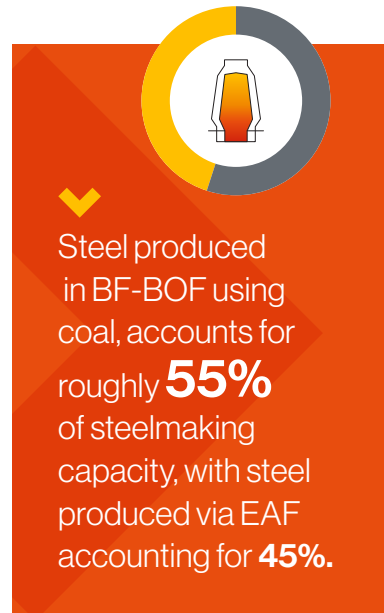 Steel produced
in BF-BOF using
coal, accounts for
roughly 55%
of steelmaking
capacity, with steel
produced via EAF
accounting for 45%.